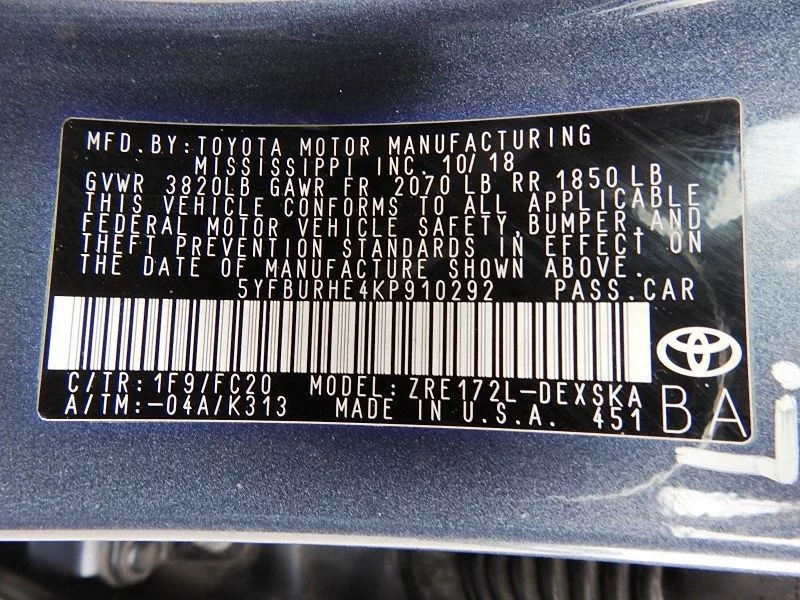 MFD. BY: TOYOTA MOTOR MANUFACTURING
MISSISSIPPI INC. 10/18
GVWR 3820LB GAWR FR 2070 LB RR 1850 LB
THIS VEHICLE CONFORMS TO ALL APPLICABLE
FEDERAL MOTOR VEHICLE SAFETY, BUMPER, AND
THEFT PREVENTION STANDARDS IN EFFECT ON
THE DATE OF MANUFACTURE SHOWN ABOVE.
5YFBURHE4KP910292 PASS. CAR
C/TR: 1F9/FC20 MODEL: ZRE172L-DEXSKA
A/TM: -04A/K313 MADE IN U.S.A. 451
BA